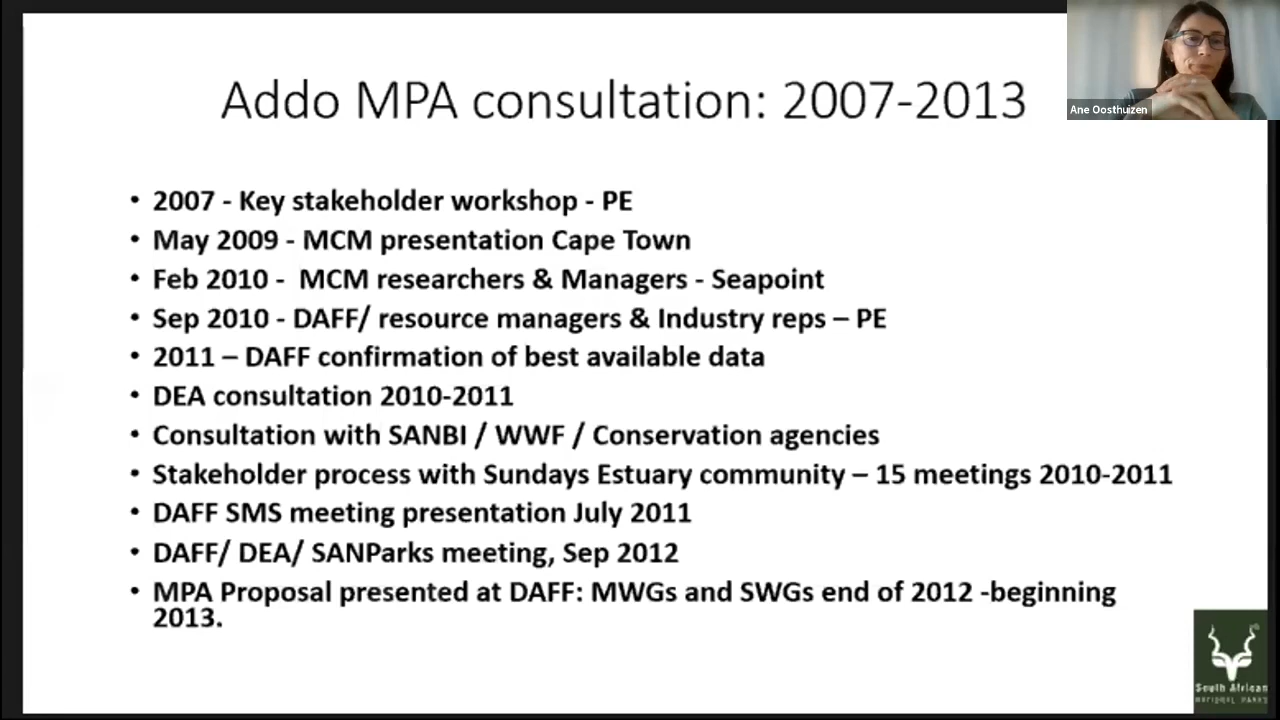 Addo MPA consultation: 2007-2013
Ane Oosthuizen
• 2007 - Key stakeholder workshop - PE
• May 2009 - MCM presentation Cape Town
• Feb 2010 - MCM researchers & Managers - Seapoint
• Sep 2010 - DAFF/ resource managers & Industry reps – PE
• 2011 – DAFF confirmation of best available data
• DEA consultation 2010-2011
• Consultation with SANBI / WWF / Conservation agencies
• Stakeholder process with Sundays Estuary community – 15 meetings 2010-2011
• DAFF SMS meeting presentation July 2011
• DAFF/ DEA/ SANParks meeting, Sep 2012
• MPA Proposal presented at DAFF: MWGs and SWGs end of 2012 -beginning
2013.
South African
NATIONAL PARKS